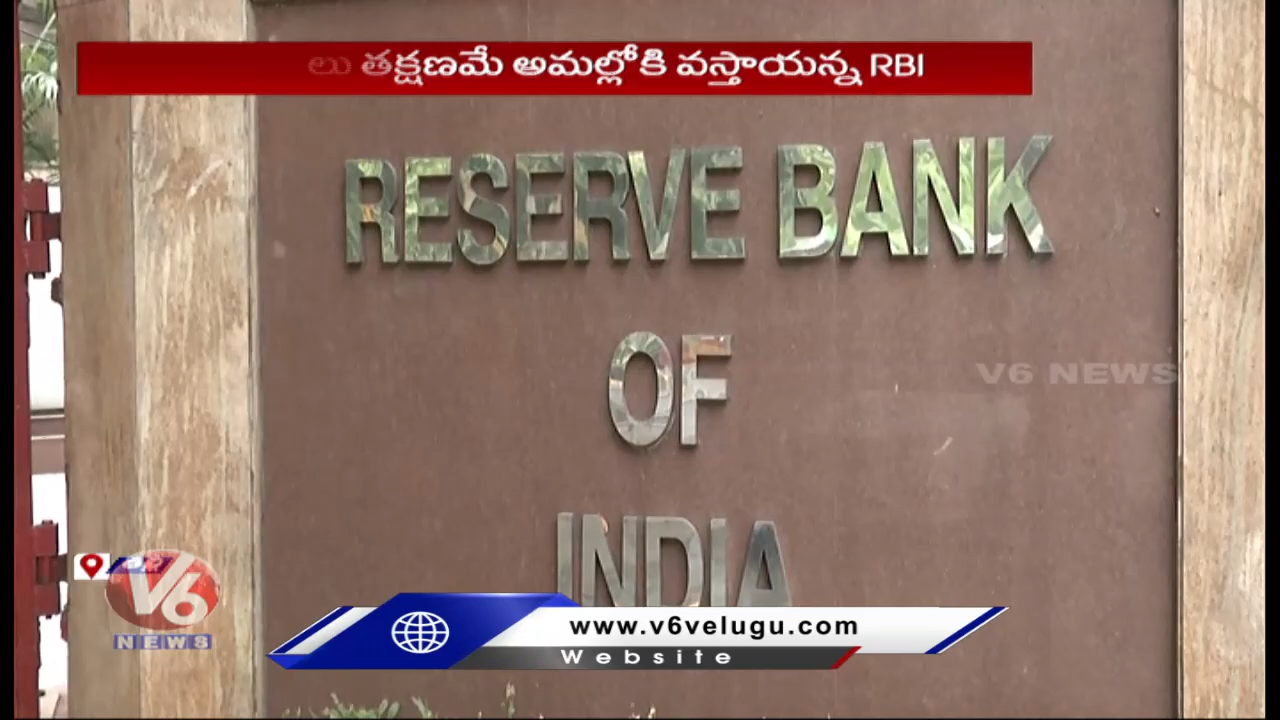 లు తక్షణమే అమల్లోకి వస్తాయన్న RBI
RESERVE BANK
OF
INDIA
V6 NEWS
V6
NEWS
www.v6velugu.com
Website